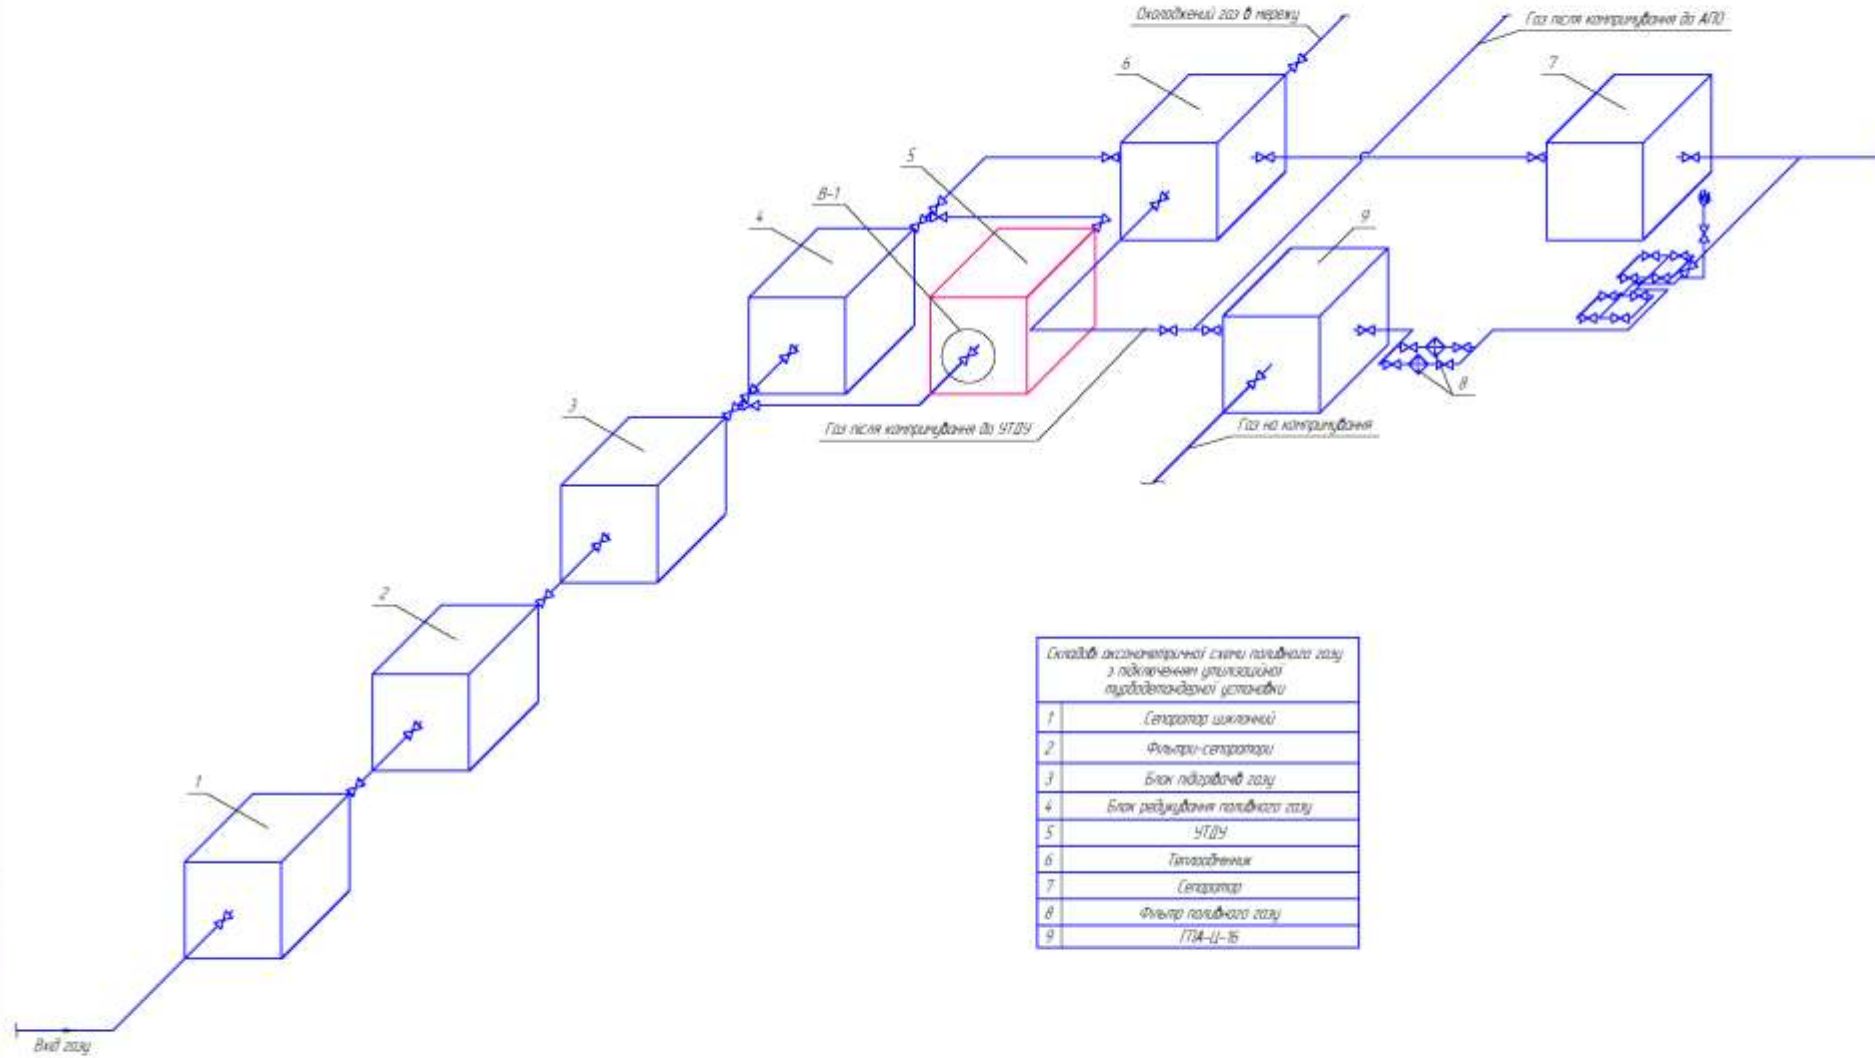 Охолоджений газ в мережу
Газ після компримування до АПО
6
7
5
В-1
4
9
3
8
Газ після компримування до УТДУ
Газ на компримування
2
1
Вхід газу
Складові аксонометричної схеми паливного газу
з підключенням утилізаційної
турбодетандерної установки
1 Сепаратор циклонний
2 Фільтри-сепаратори
3 Блок підігрівачів газу
4 Блок редукування паливного газу
5 УТДУ
6 Теплообмінник
7 Сепаратор
8 Фільтр паливного газу
9 ГПА-Ц-16